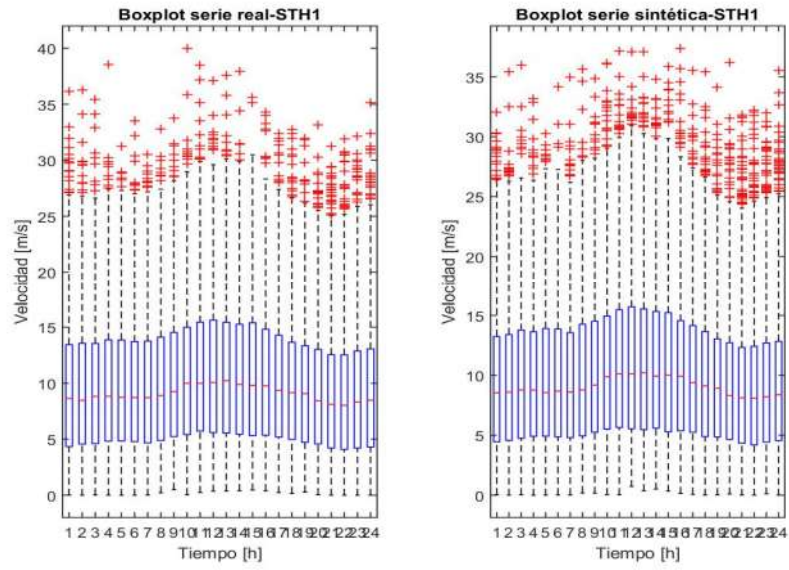 Boxplot serie real-STH1
40
35
30
25
20
15
10
5
0
Velocidad [m/s]
1 2 3 4 5 6 7 8 9 10 11 12 13 14 15 16 17 18 19 20 21 22 23 24
Tiempo [h]
Boxplot serie sintética-STH1
35
30
25
20
15
10
5
0
Velocidad [m/s]
1 2 3 4 5 6 7 8 9 10 11 12 13 14 15 16 17 18 19 20 21 22 23 24
Tiempo [h]